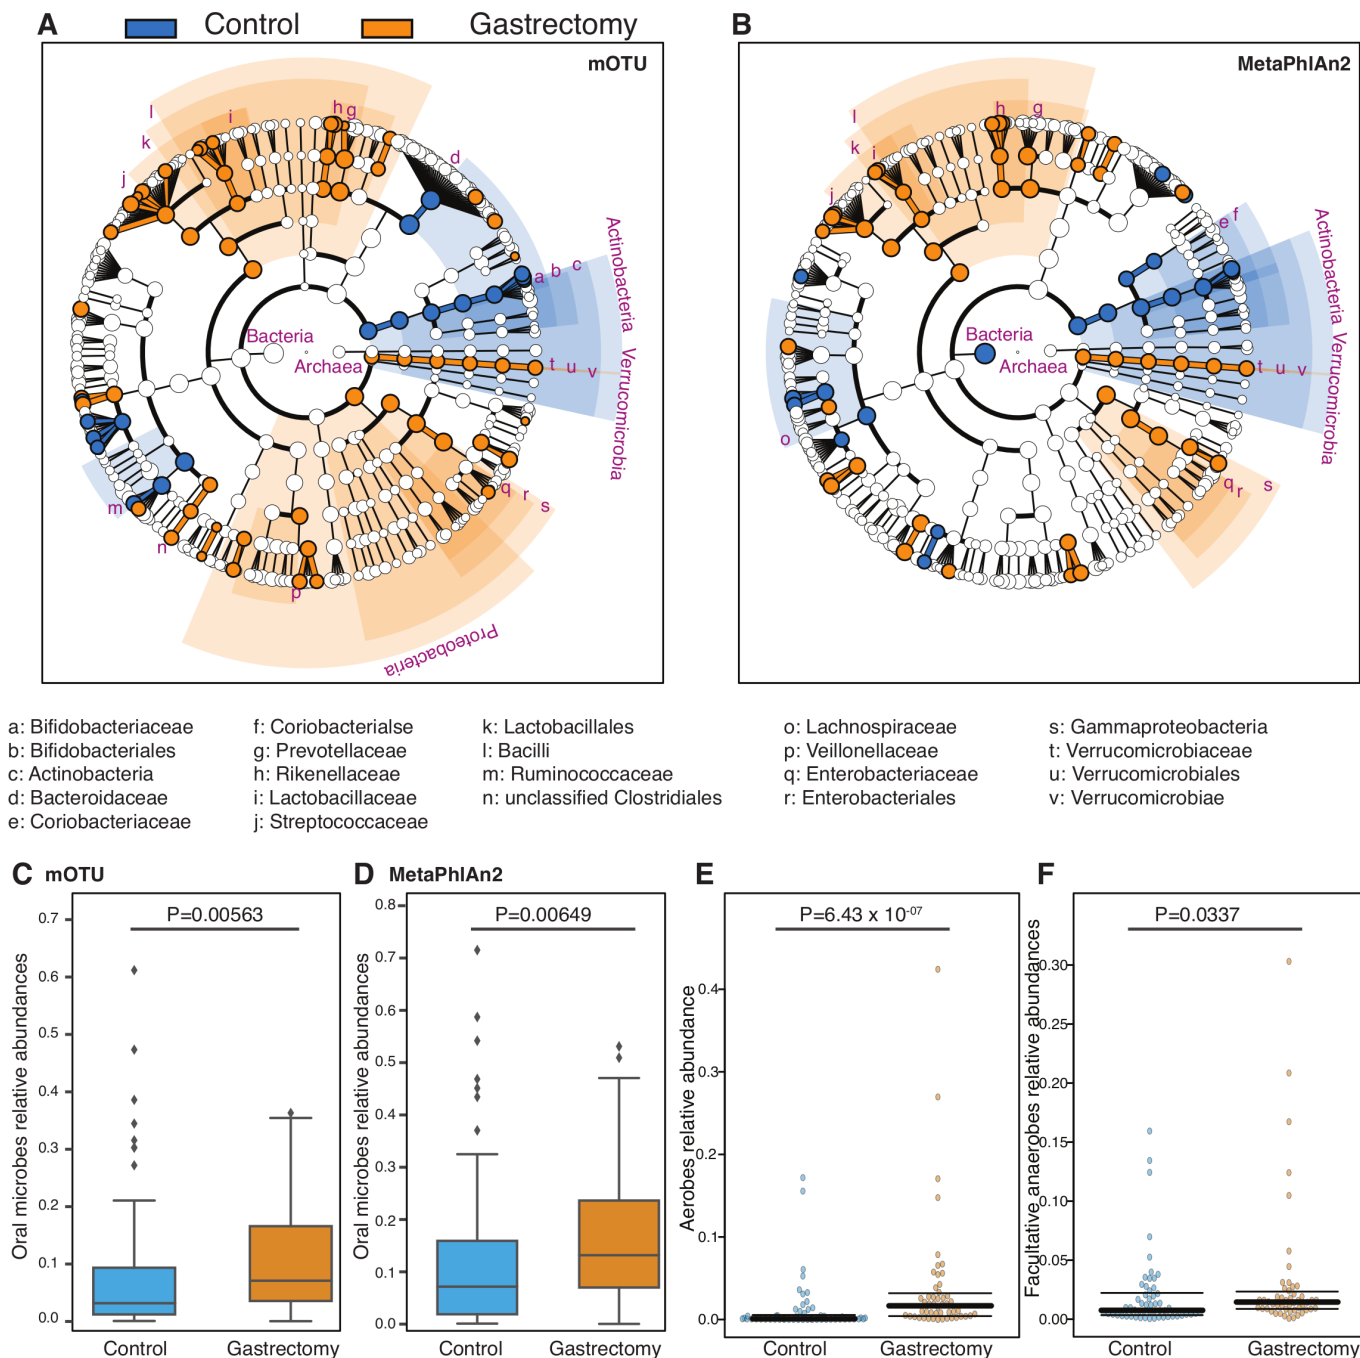 A Control Gastrectomy B
mOTU
MetaPhIAn2
l
k
j
i
h g
d
a b c
Actinobacteria
Verrucomicrobia
Bacteria
Archaea
t u v
q r s
m
n
p
Proteobacteria
l
k
i
j
h g
e f
Actinobacteria
Verrucomicrobia
Bacteria
Archaea
t u v
o
q r s
a: Bifidobacteriaceae
b: Bifidobacteriales
c: Actinobacteria
d: Bacteroidaceae
e: Coriobacteriaceae
f: Coriobacterialse
g: Prevotellaceae
h: Rikenellaceae
i: Lactobacillaceae
j: Streptococcaceae
k: Lactobacillales
l: Bacilli
m: Ruminococcaceae
n: unclassified Clostridiales
o: Lachnospiraceae
p: Veillonellaceae
q: Enterobacteriaceae
r: Enterobacteriales
s: Gammaproteobacteria
t: Verrucomicrobiaceae
u: Verrucomicrobiales
v: Verrucomicrobiae
C mOTU
P=0.00563
Oral microbes relative abundances
0.7
0.6
0.5
0.4
0.3
0.2
0.1
0.0
Control Gastrectomy
D MetaPhIAn2
P=0.00649
Oral microbes relative abundances
0.8
0.7
0.6
0.5
0.4
0.3
0.2
0.1
0.0
Control Gastrectomy
E
P=6.43 x 10-07
Aerobes relative abundance
0.4
0.3
0.2
0.1
0.0
Control Gastrectomy
F
P=0.0337
Facultative anaerobes relative abundances
0.30
0.25
0.20
0.15
0.10
0.05
0.00
Control Gastrectomy